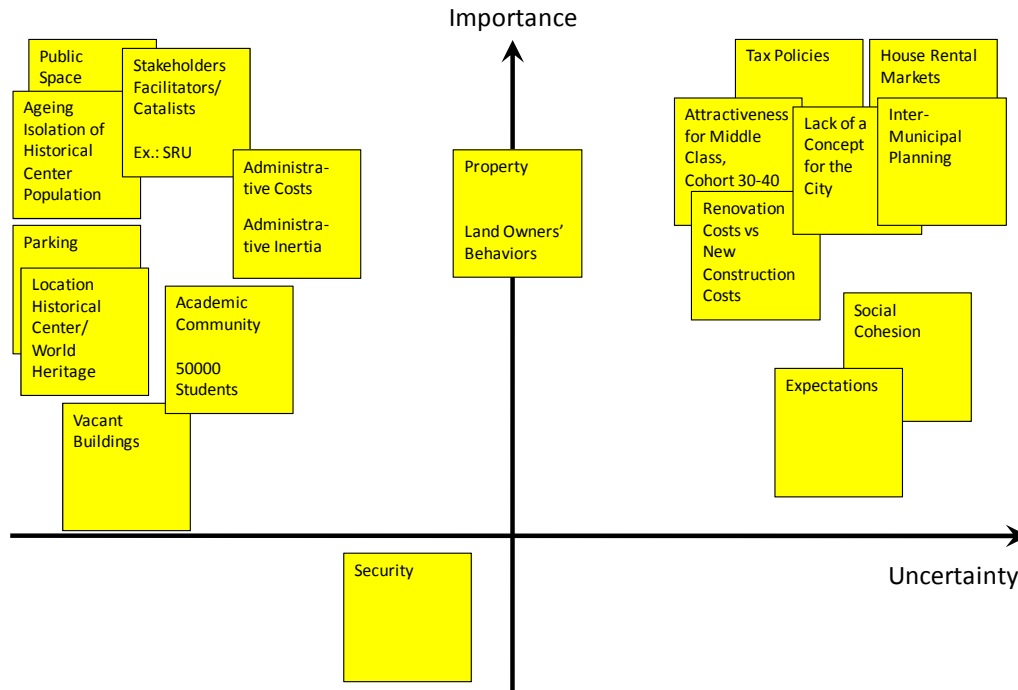 Importance
Public
Space
Stakeholders
Facilitators/
Catalists
Ex.: SRU
Ageing
Isolation of
Historical
Center
Population
Administra-
tive Costs
Administra-
tive Inertia
Parking
Location
Historical
Center/
World
Heritage
Academic
Community
50000
Students
Vacant
Buildings
Property
Land Owners’
Behaviors
Tax Policies
House Rental
Markets
Attractiveness
for Middle
Class,
Cohort 30-40
Lack of a
Concept
for the
City
Inter-
Municipal
Planning
Renovation
Costs vs
New
Construction
Costs
Social
Cohesion
Expectations
Uncertainty
Security